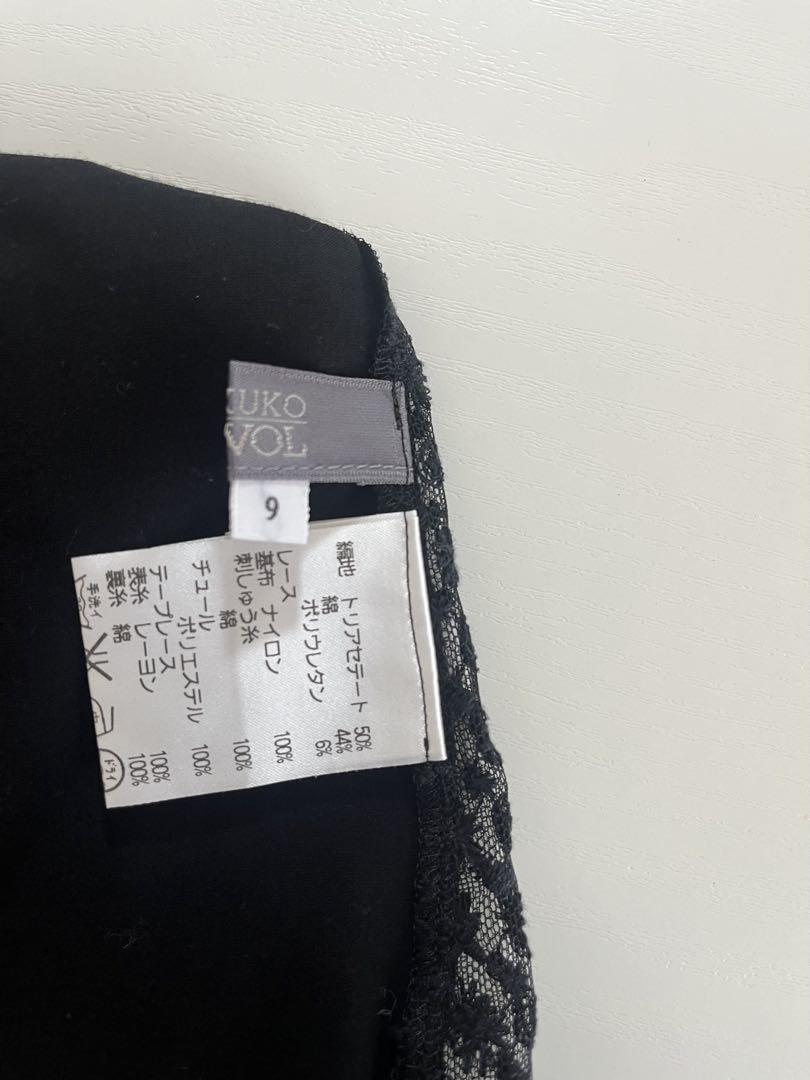 KUKO
VOL
9
編地 トリアセテート 50%
綿 44%
ポリウレタン 6%
レース
基布 ナイロン 100%
刺しゅう糸
綿 100%
チュール
ポリエステル 100%
テープレース
表糸 レーヨン 100%
裏糸 綿 100%
手洗イ
ドライ